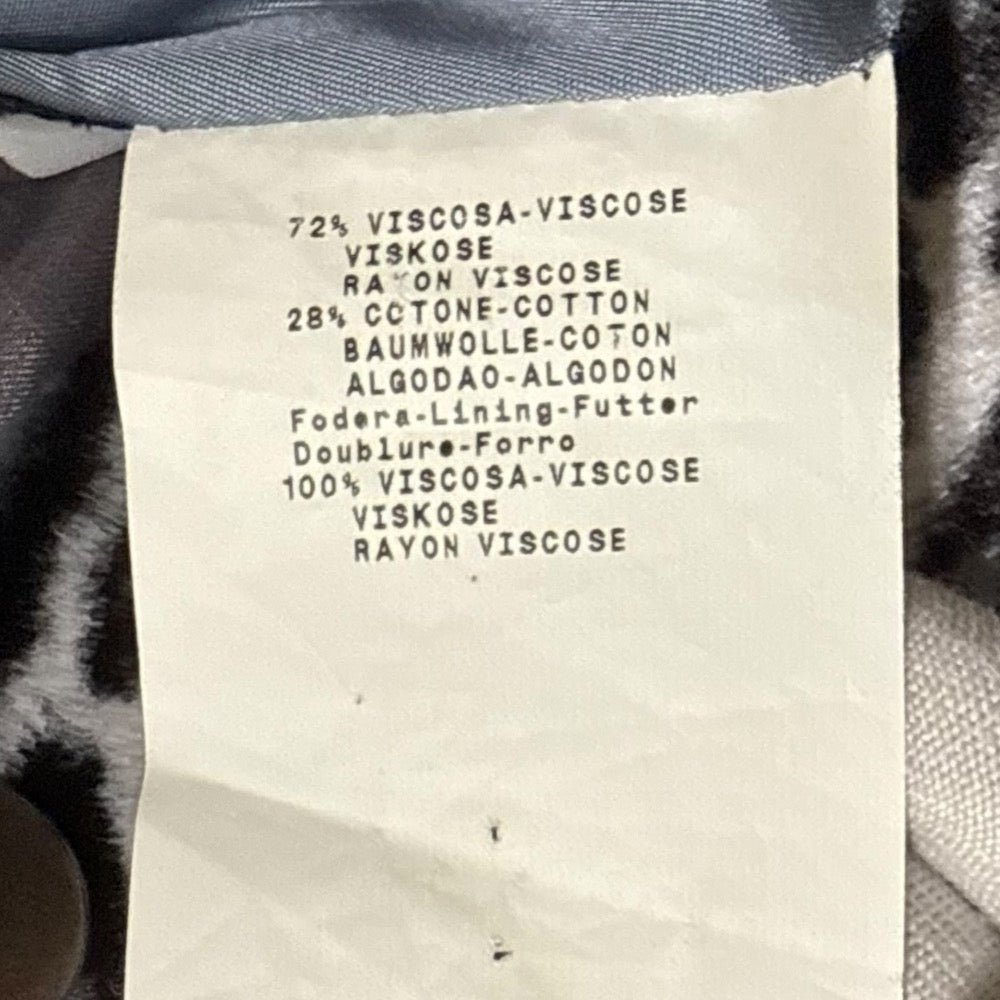 72% VISCOSA-VISCOSE
VISKOSE
RAYON VISCOSE
28% COTONE-COTTON
BAUMWOLLE-COTON
ALGODAO-ALGODON
Fodera-Lining-Futter
Doublure-Forro
100% VISCOSA-VISCOSE
VISKOSE
RAYON VISCOSE